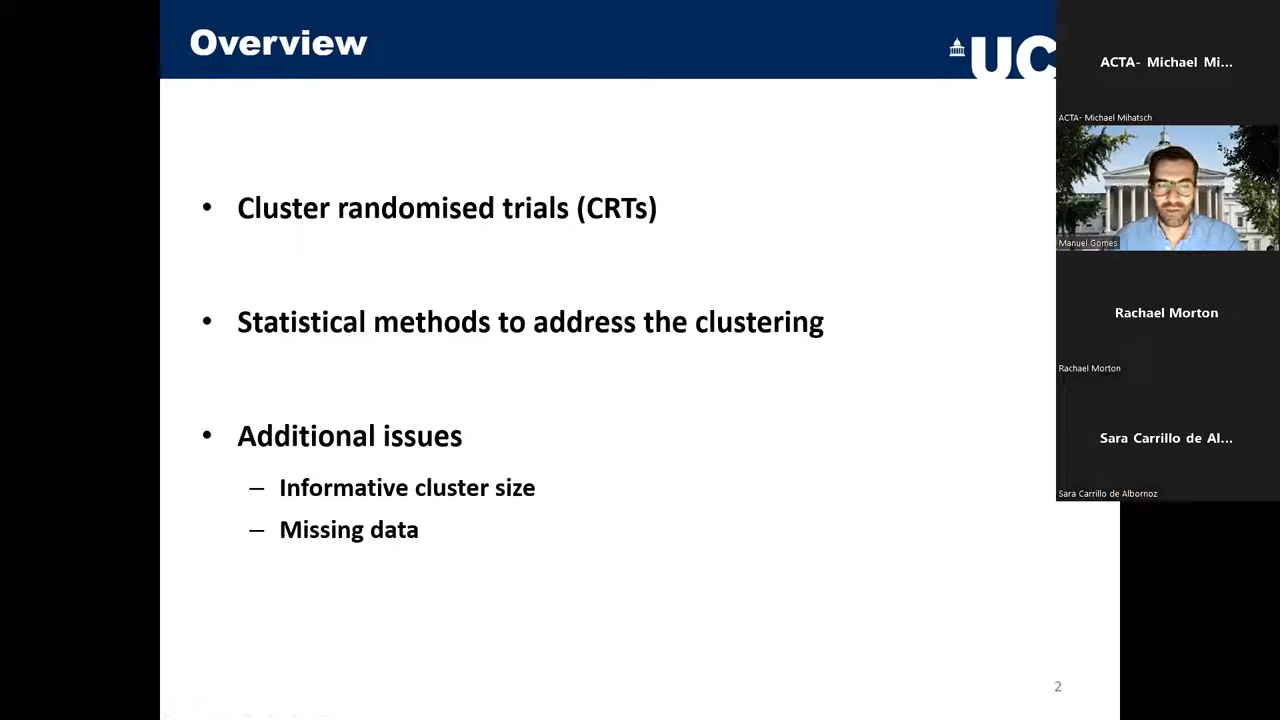 Overview
UC
• Cluster randomised trials (CRTs)
• Statistical methods to address the clustering
• Additional issues
– Informative cluster size
– Missing data
2
ACTA- Michael Mi...
ACTA- Michael Mihatsch
Manuel Gomes
Rachael Morton
Rachael Morton
Sara Carrillo de Al...
Sara Carrillo de Albornoz